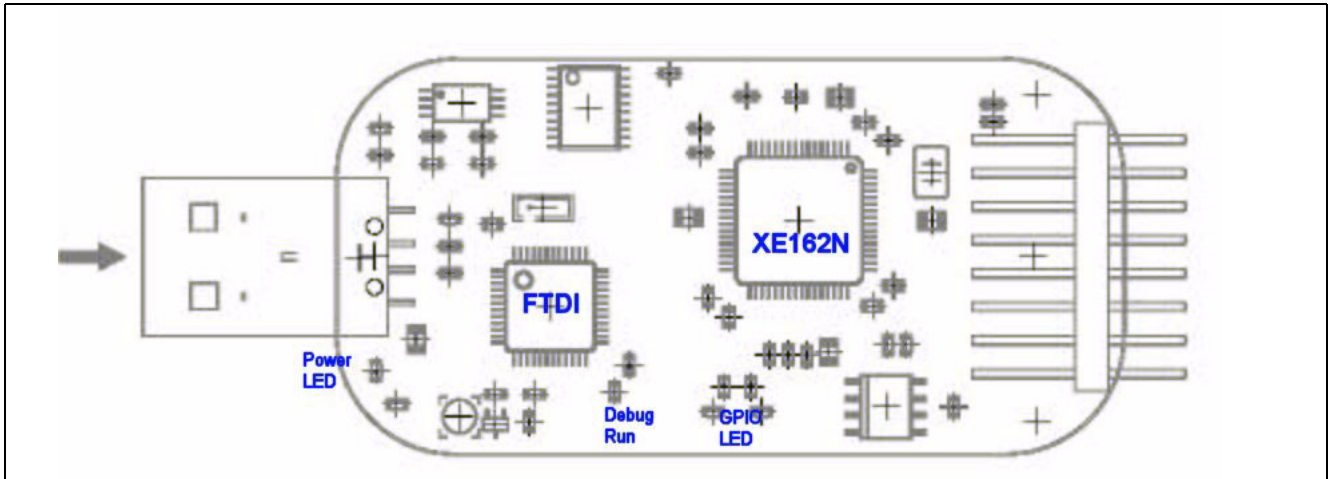 XE162N
FTDI
Power
LED
Debug
Run
GPIO
LED